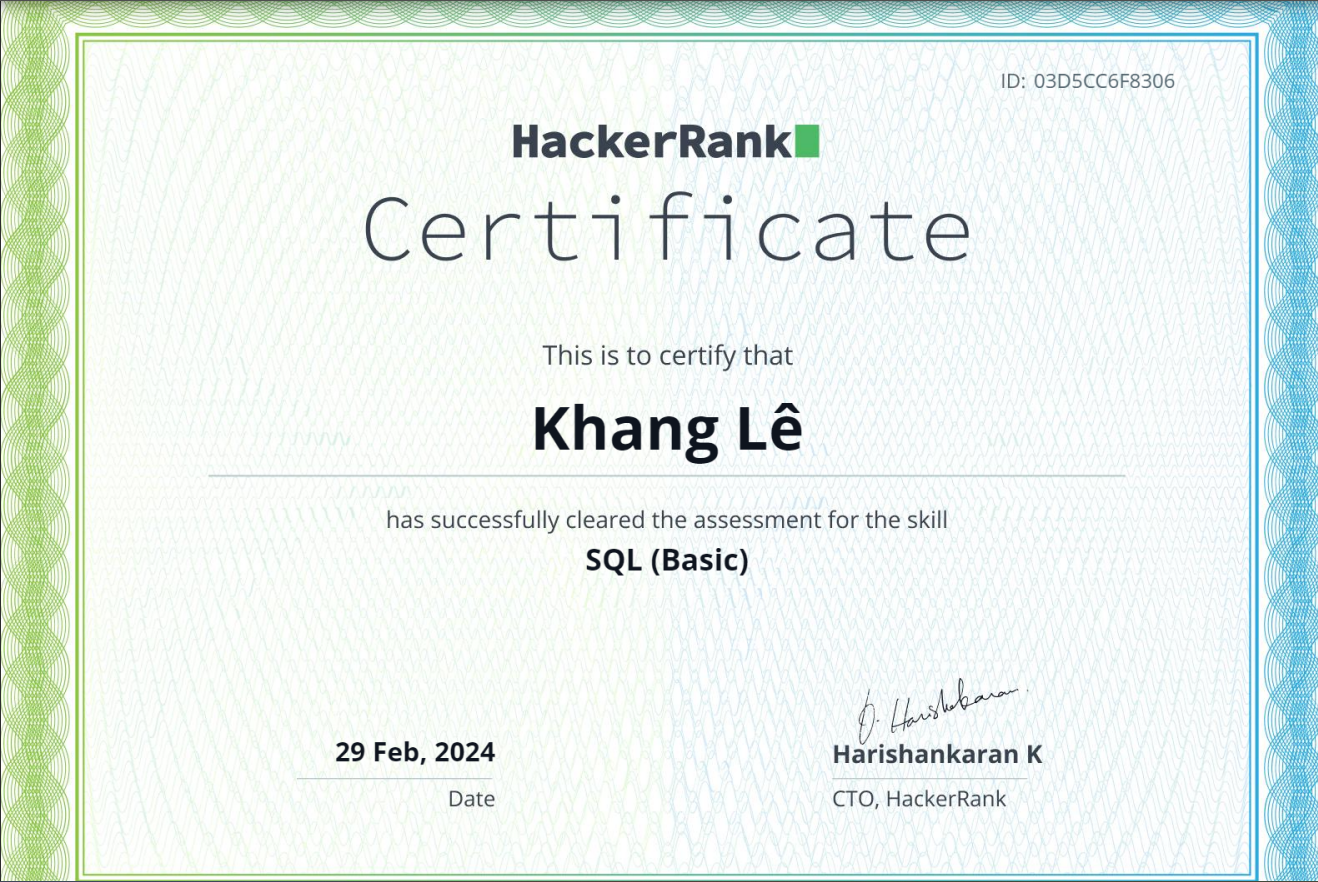 ID: 03D5CC6F8306
HackerRank
Certificate
This is to certify that
Khang Lê
has successfully cleared the assessment for the skill
SQL (Basic)
29 Feb, 2024
Date
Harishankaran K
CTO, HackerRank